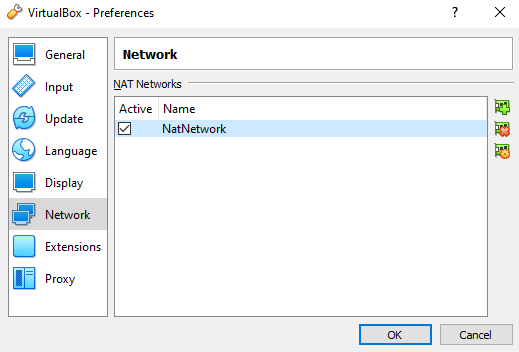 VirtualBox - Preferences
?
General
Input
Update
Language
Display
Network
Extensions
Proxy
Network
NAT Networks
Active Name
NatNetwork
OK Cancel